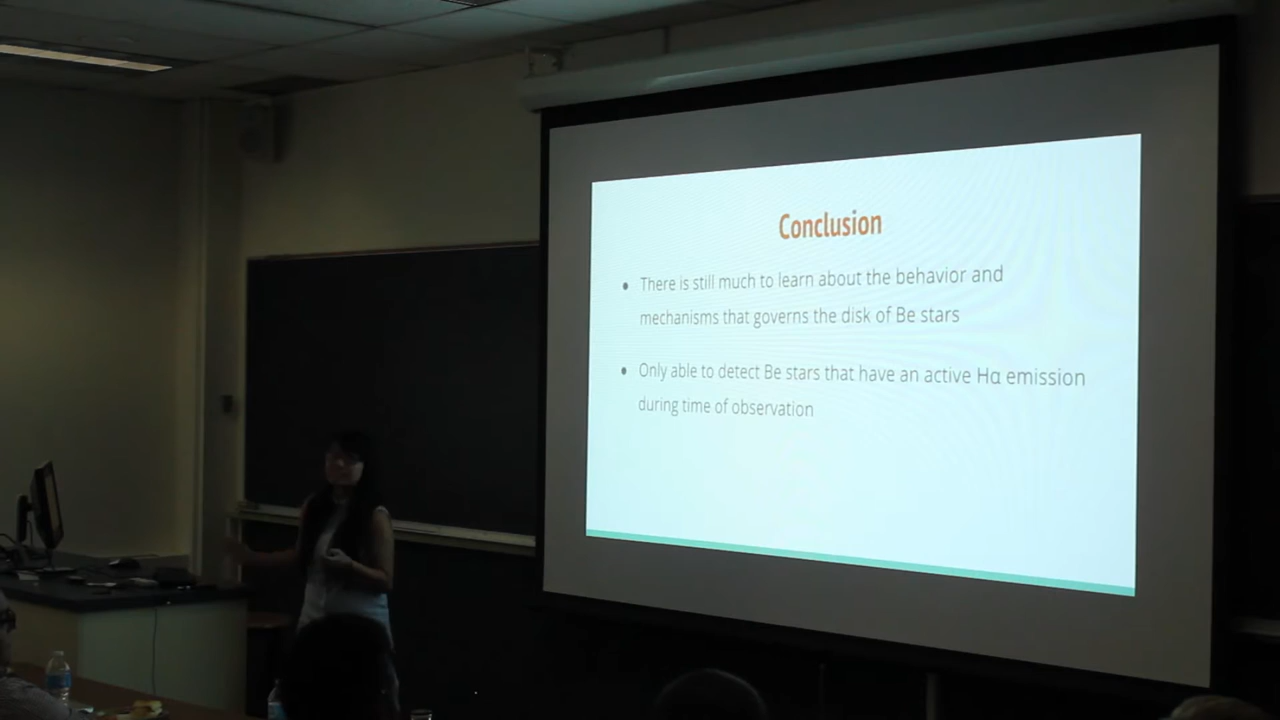 Conclusion
• There is still much to learn about the behavior and
mechanisms that governs the disk of Be stars
• Only able to detect Be stars that have an active Hα emission
during time of observation